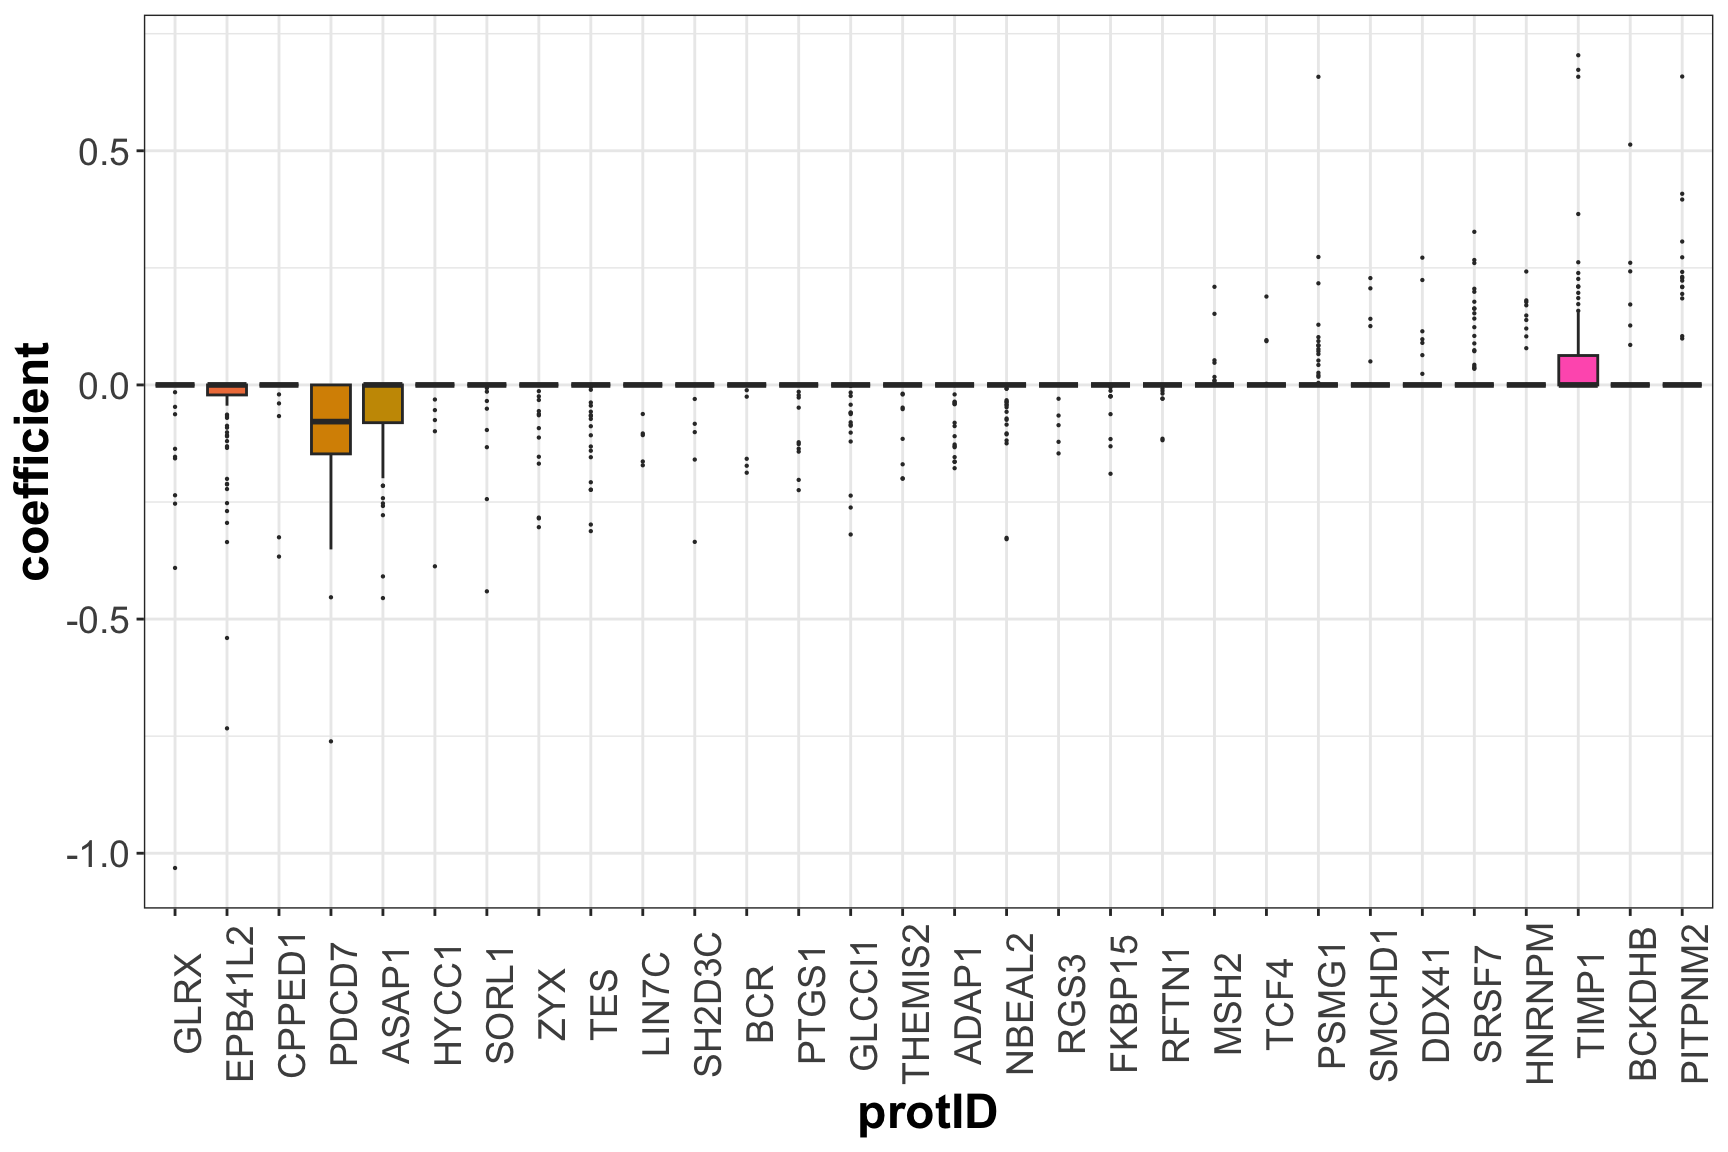 coefficient
0.5
0.0
-0.5
-1.0
GLRX
EPB41L2
CPPED1
PDCD7
ASAP1
HYCC1
SORL1
ZYX
TES
LIN7C
SH2D3C
BCR
PTGS1
GLCCI1
THEMIS2
ADAP1
NBEAL2
RGS3
FKBP15
RFTN1
MSH2
TCF4
PSMG1
SMCHD1
DDX41
SRSF7
HNRNPM
TIMP1
BCKDHB
PITPNM2
protID